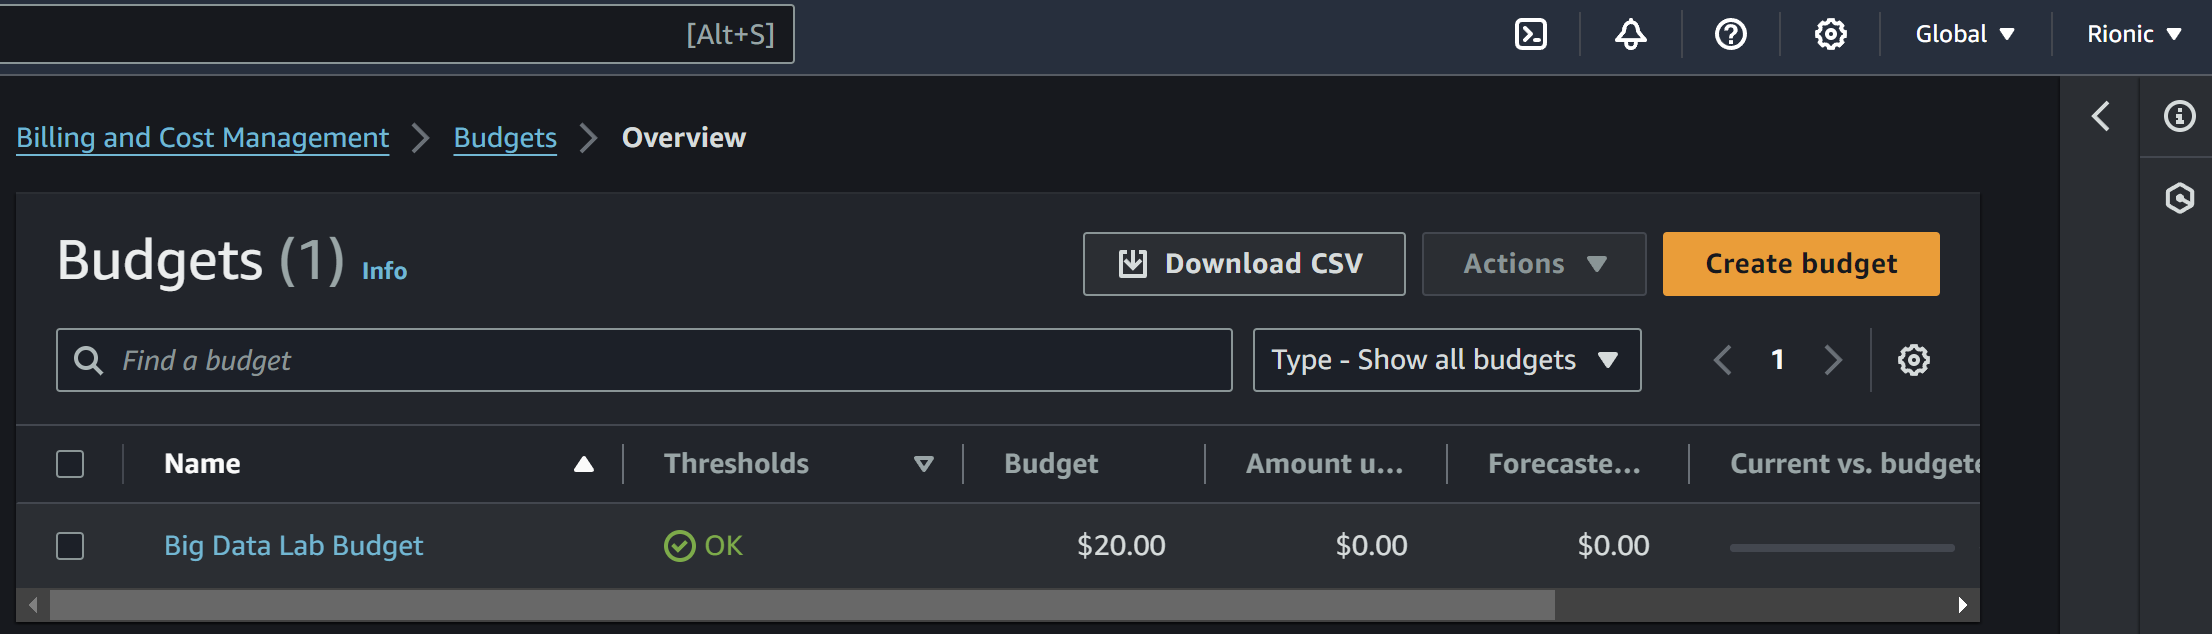 [Alt+S]
Global
Rionic
Billing and Cost Management
Budgets
Overview
Budgets (1)
Info
Download CSV
Actions
Create budget
Find a budget
Type - Show all budgets
1
Name
Thresholds
Budget
Amount u...
Forecaste...
Current vs. budgete
Big Data Lab Budget
OK
$20.00
$0.00
$0.00